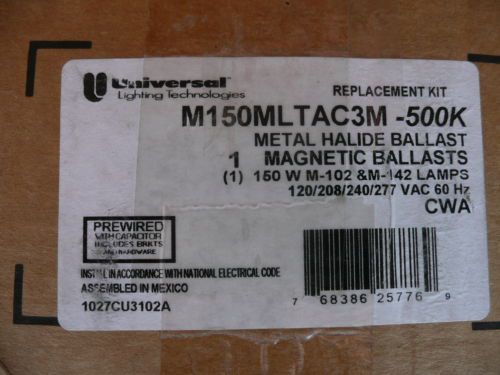 Universal
Lighting Technologies
REPLACEMENT KIT
M150MLTAC3M -500K
METAL HALIDE BALLAST
1 MAGNETIC BALLASTS
(1) 150 W M-102 &M-142 LAMPS
120/208/240/277 VAC 60 Hz
CWA
PREWIRED
WITH CAPACITOR
INCLUDES BRKTS
AND HARDWARE
INSTALL IN ACCORDANCE WITH NATIONAL ELECTRICAL CODE
ASSEMBLED IN MEXICO
1027CU3102A
7 68386 25776 9